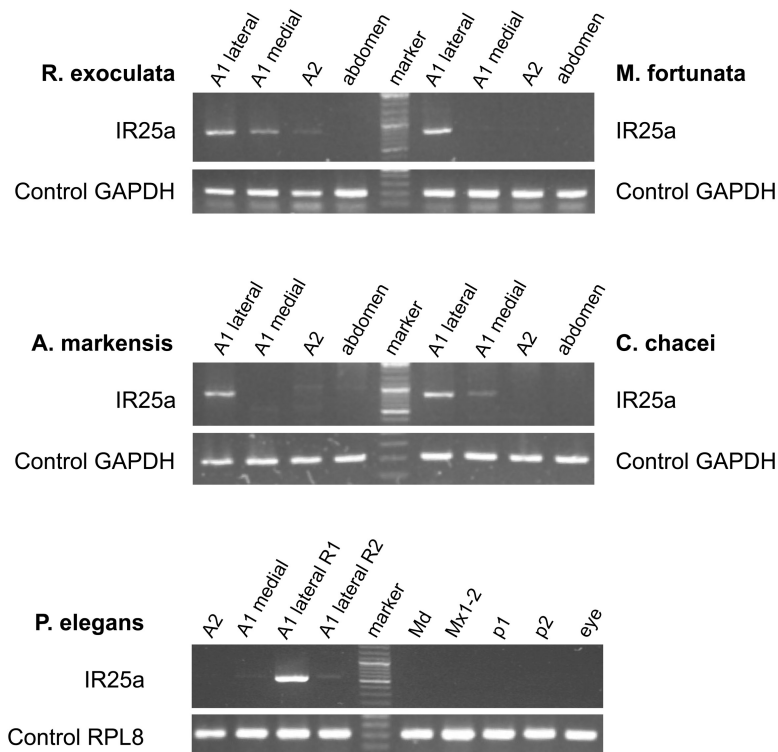 A1 lateral A1 medial A2 abdomen marker A1 lateral A1 medial A2 abdomen
R. exoculata M. fortunata
IR25a IR25a
Control GAPDH Control GAPDH
A1 lateral A1 medial A2 abdomen marker A1 lateral A1 medial A2 abdomen
A. markensis C. chacei
IR25a IR25a
Control GAPDH Control GAPDH
A2 A1 medial A1 lateral R1 A1 lateral R2 marker Md Mx1-2 p1 p2 eye
P. elegans
IR25a
Control RPL8